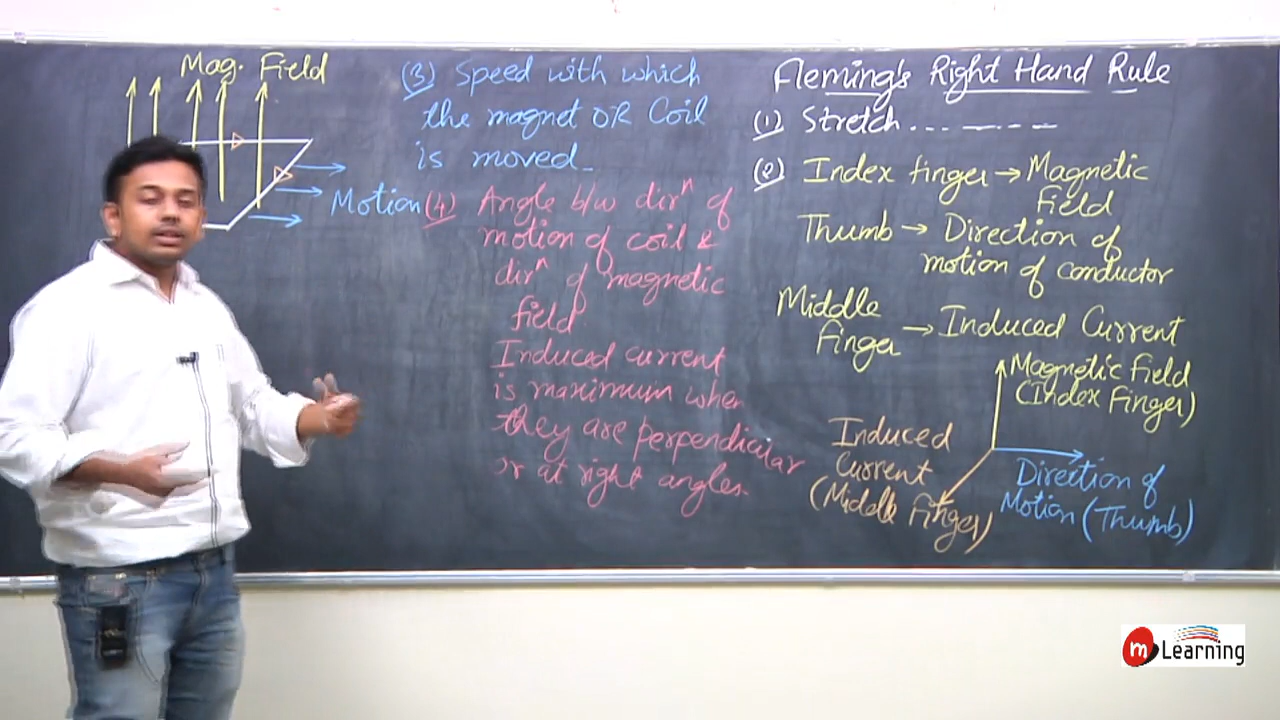 Mag. Field
Motion
(3) Speed with which
the magnet OR Coil
is moved_
(4) Angle b/w dirⁿ of
motion of coil &
dirⁿ of magnetic
field
Induced current
is maximum when
they are perpendicular
or at right angles.
Fleming's Right Hand Rule
(1) Stretch... _ _ _ _
(2) Index finger → Magnetic
Field
Thumb → Direction of
motion of conductor
Middle
finger → Induced Current
Magnetic Field
(Index Finger)
Induced
Current
(Middle Finger)
Direction of
Motion (Thumb)
m Learning